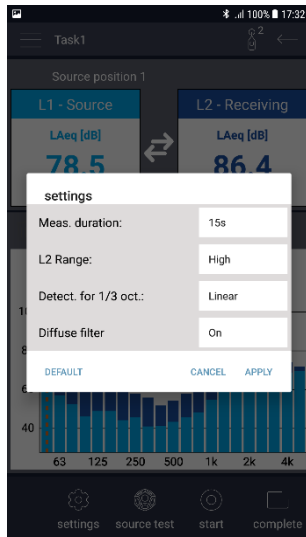 100% 17:32
Task1
2
Source position 1
L1 - Source
L2 - Receiving
LAeq [dB]
LAeq [dB]
78.5
86.4
settings
Meas. duration:
15s
L2 Range:
High
Detect. for 1/3 oct.:
Linear
Diffuse filter
On
DEFAULT
CANCEL
APPLY
40
63 125 250 500 1k 2k 4k
settings source test start complete